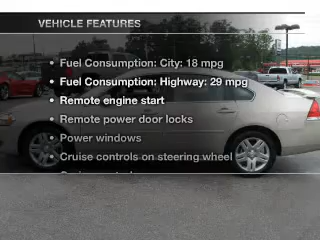 VEHICLE FEATURES
• Fuel Consumption: City: 18 mpg
• Fuel Consumption: Highway: 29 mpg
• Remote engine start
• Remote power door locks
• Power windows
• Cruise controls on steering wheel